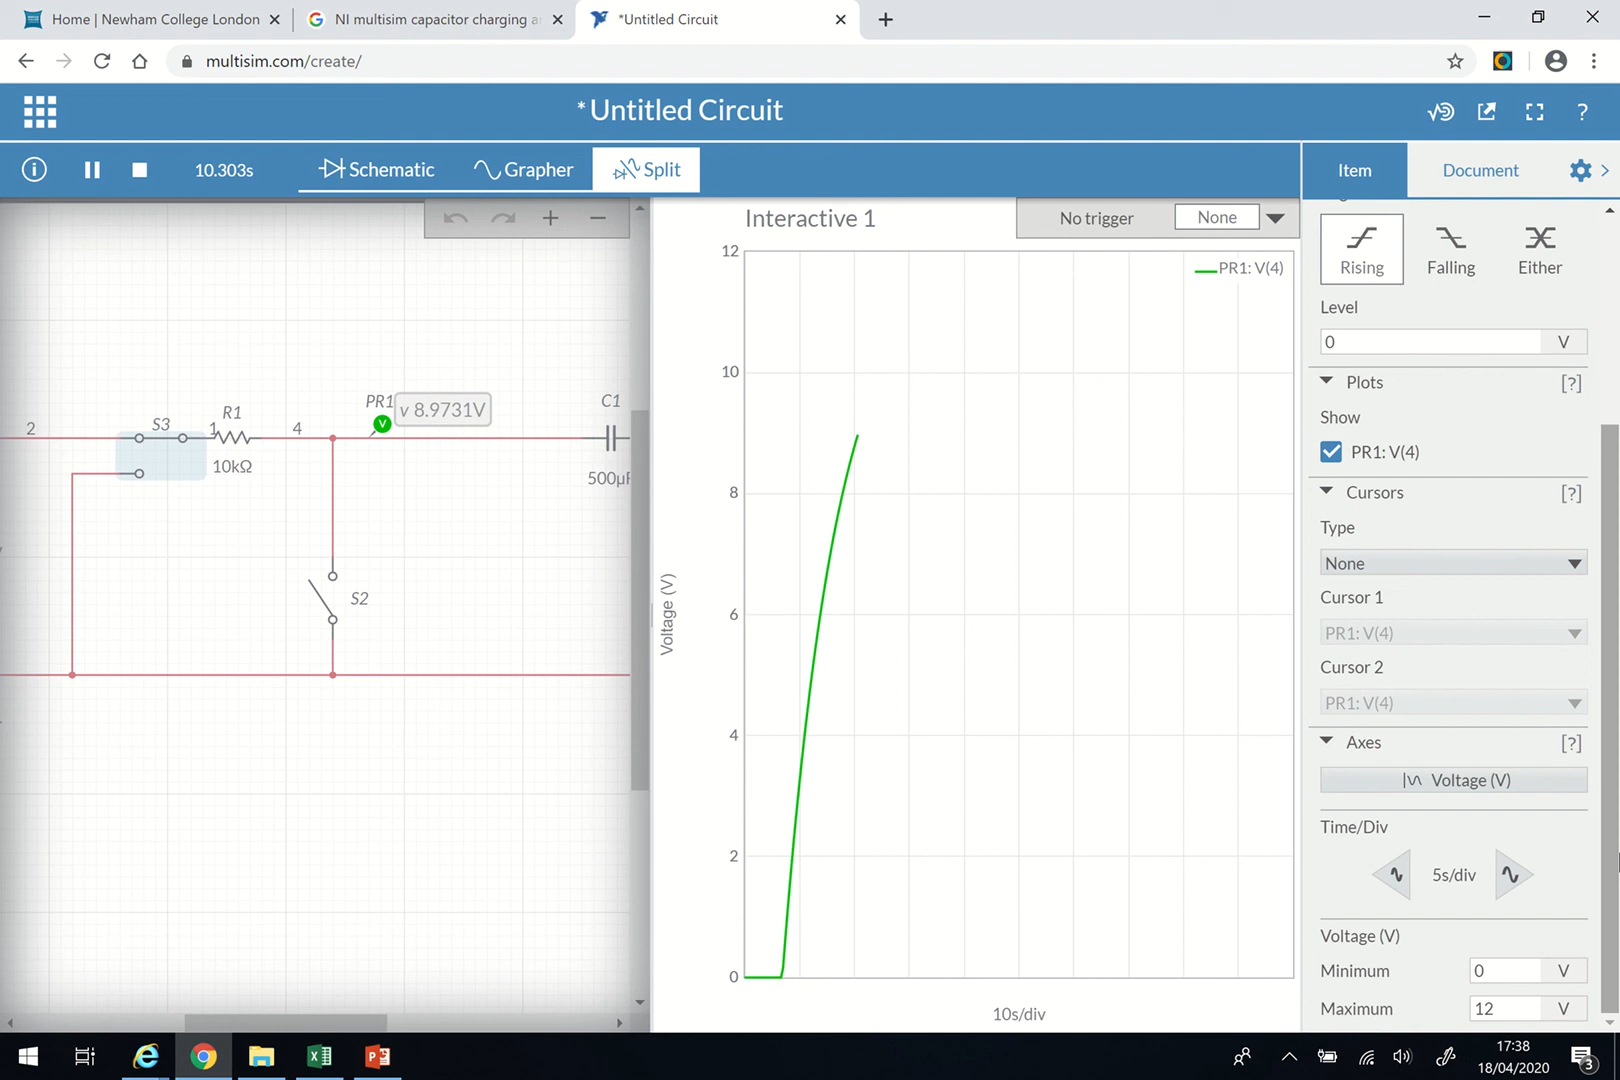 Home | Newham College London
NI multisim capacitor charging a
*Untitled Circuit
multisim.com/create/
* Untitled Circuit
?
10.303s
Schematic
Grapher
Split
Item
Document
Interactive 1
No trigger
None
Rising
Falling
Either
Level
0 V
Plots [?]
Show
PR1: V(4)
Cursors [?]
Type
None
Cursor 1
PR1: V(4)
Cursor 2
PR1: V(4)
Axes [?]
Voltage (V)
Time/Div
5s/div
Voltage (V)
Minimum 0 V
Maximum 12 V
2
S3
1
R1
10kΩ
4
PR1
V
v 8.9731V
C1
500μF
S2
PR1: V(4)
12
10
8
6
4
2
0
Voltage (V)
10s/div
17:38
18/04/2020
3